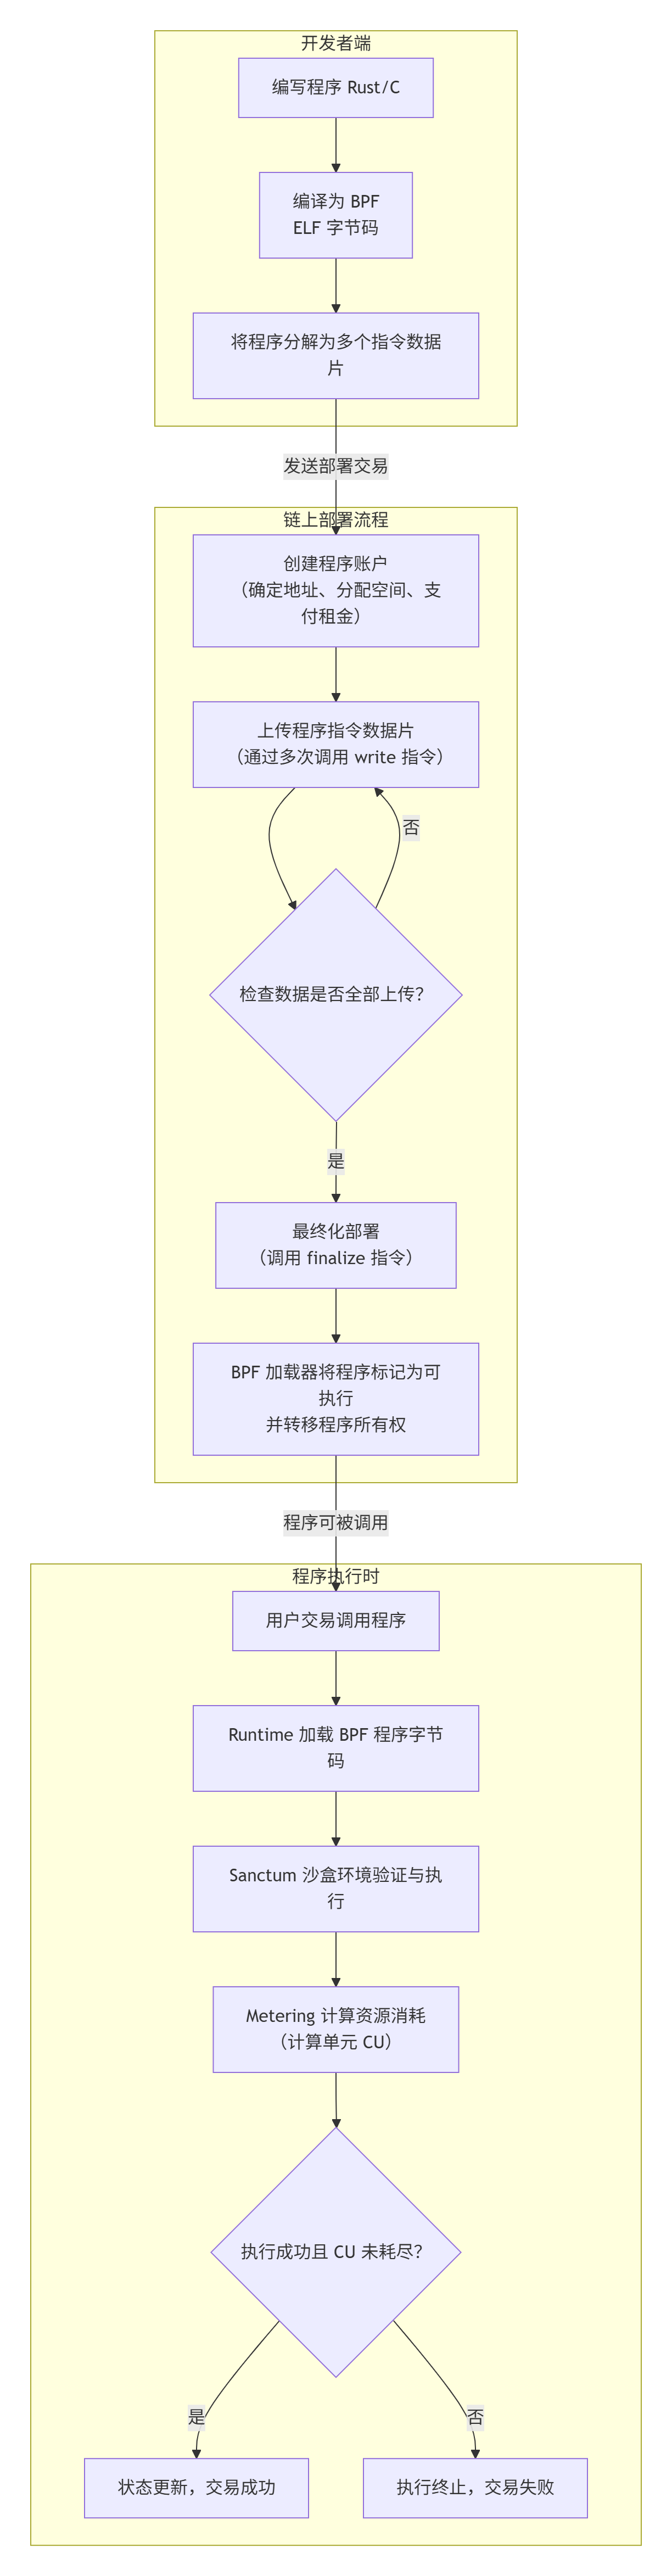 开发者端
编写程序 Rust/C
编译为 BPF
ELF 字节码
将程序分解为多个指令数据
片
发送部署交易
链上部署流程
创建程序账户
（确定地址、分配空间、支
付租金）
上传程序指令数据片
（通过多次调用 write 指令）
否
检查数据是否全部上传？
是
最终化部署
（调用 finalize 指令）
BPF 加载器将程序标记为可
执行
并转移程序所有权
程序可被调用
程序执行时
用户交易调用程序
Runtime 加载 BPF 程序字节
码
Sanctum 沙盒环境验证与执
行
Metering 计算资源消耗
（计算单元 CU）
执行成功且 CU 未耗尽？
是
否
状态更新，交易成功
执行终止，交易失败